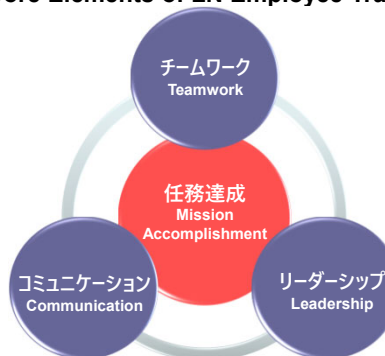 チームワーク
Teamwork
任務達成
Mission
Accomplishment
コミュニケーション
Communication
リーダーシップ
Leadership